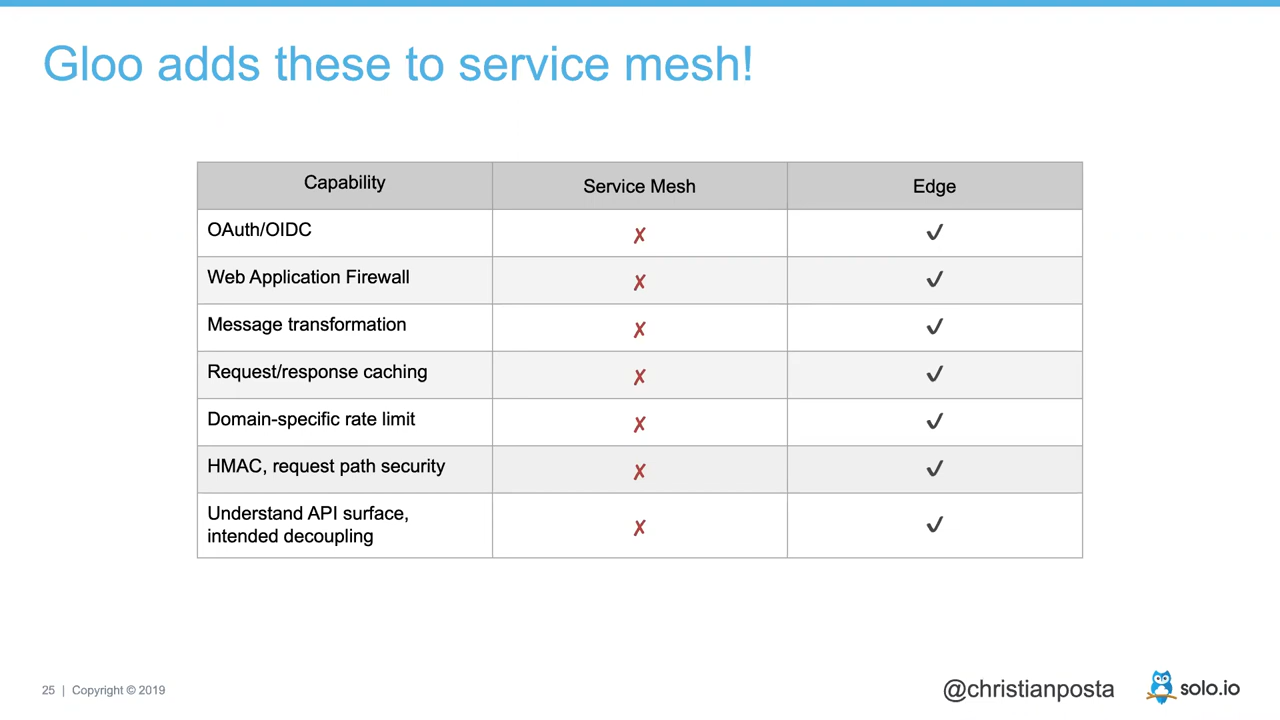 Gloo adds these to service mesh!
Capability Service Mesh Edge
OAuth/OIDC ✗ ✓
Web Application Firewall ✗ ✓
Message transformation ✗ ✓
Request/response caching ✗ ✓
Domain-specific rate limit ✗ ✓
HMAC, request path security ✗ ✓
Understand API surface,
intended decoupling ✗ ✓
25 | Copyright © 2019
@christianposta
solo.io